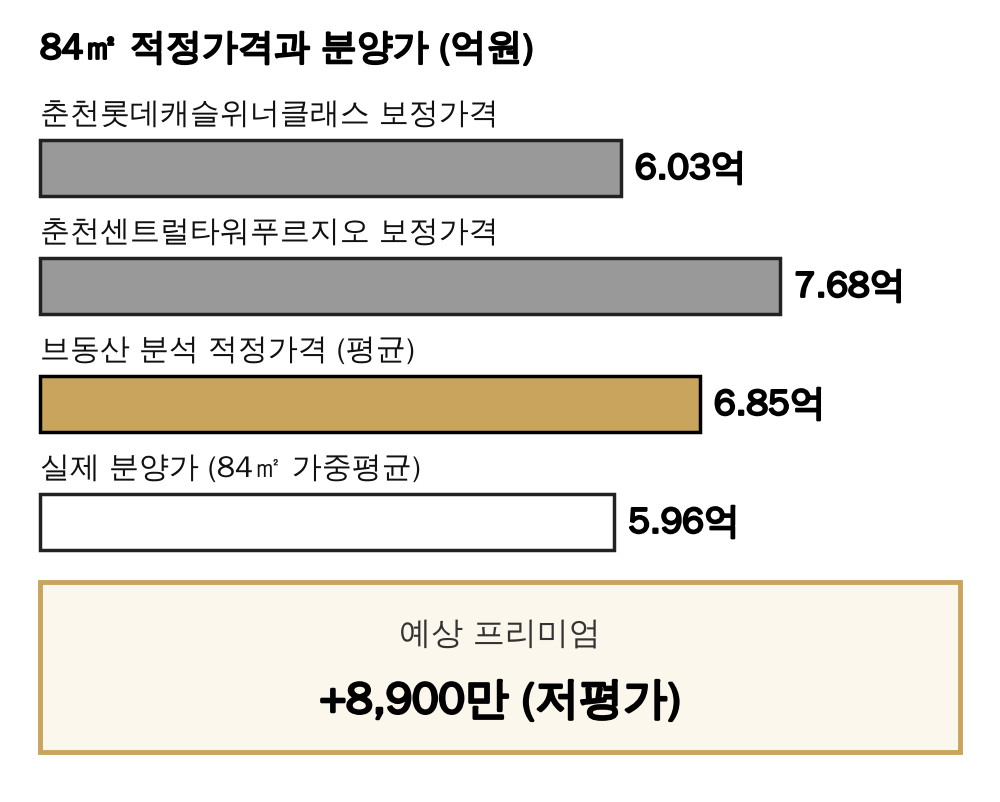 84㎡ 적정가격과 분양가 (억원)
춘천롯데캐슬위너클래스 보정가격
6.03억
춘천센트럴타워푸르지오 보정가격
7.68억
브동산 분석 적정가격 (평균)
6.85억
실제 분양가 (84㎡ 가중평균)
5.96억
예상 프리미엄
+8,900만 (저평가)